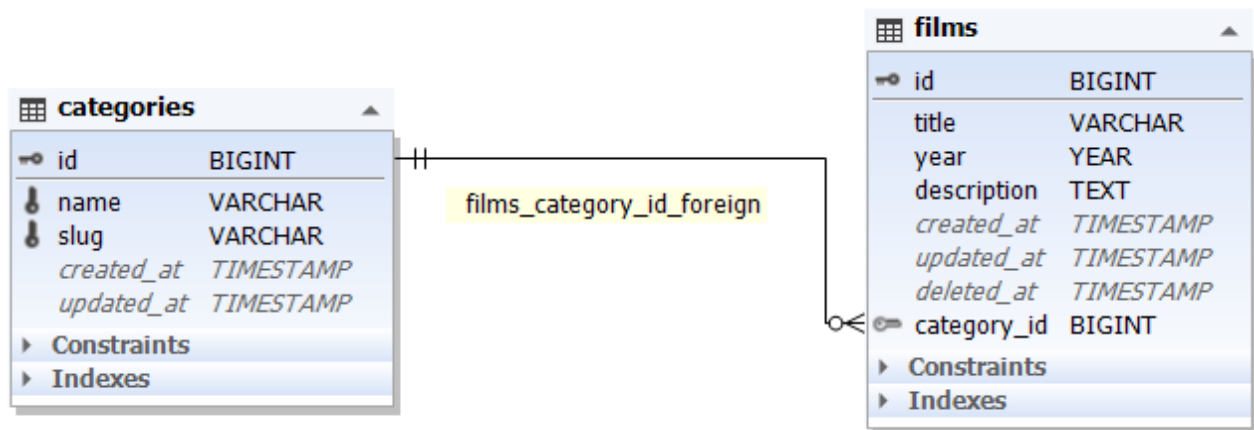 categories
id BIGINT
name VARCHAR
slug VARCHAR
created_at TIMESTAMP
updated_at TIMESTAMP
Constraints
Indexes
films_category_id_foreign
films
id BIGINT
title VARCHAR
year YEAR
description TEXT
created_at TIMESTAMP
updated_at TIMESTAMP
deleted_at TIMESTAMP
category_id BIGINT
Constraints
Indexes